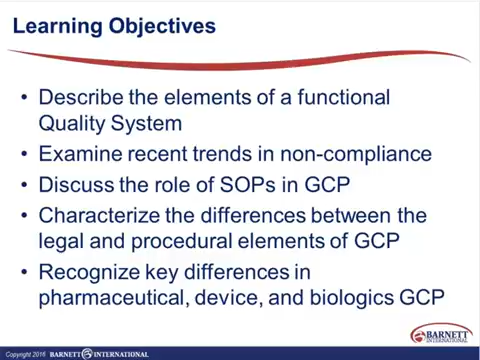 Learning Objectives
• Describe the elements of a functional
Quality System
• Examine recent trends in non-compliance
• Discuss the role of SOPs in GCP
• Characterize the differences between the
legal and procedural elements of GCP
• Recognize key differences in
pharmaceutical, device, and biologics GCP
BARNETT
INTERNATIONAL
Copyright 2016 BARNETT INTERNATIONAL